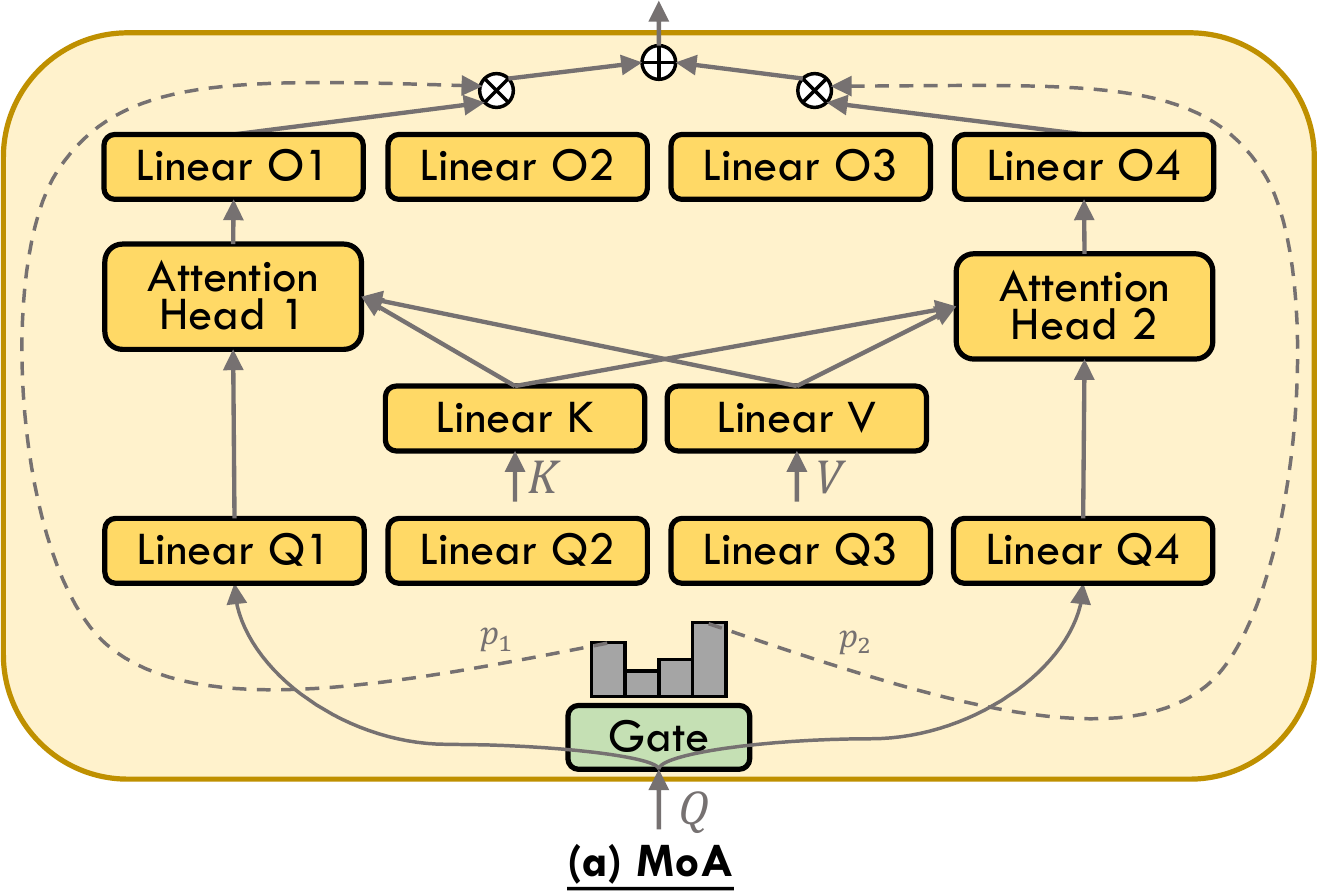 Linear O1
Linear O2
Linear O3
Linear O4
Attention
Head 1
Attention
Head 2
Linear K
Linear V
K
V
Linear Q1
Linear Q2
Linear Q3
Linear Q4
p1
p2
Gate
Q
(a) MoA